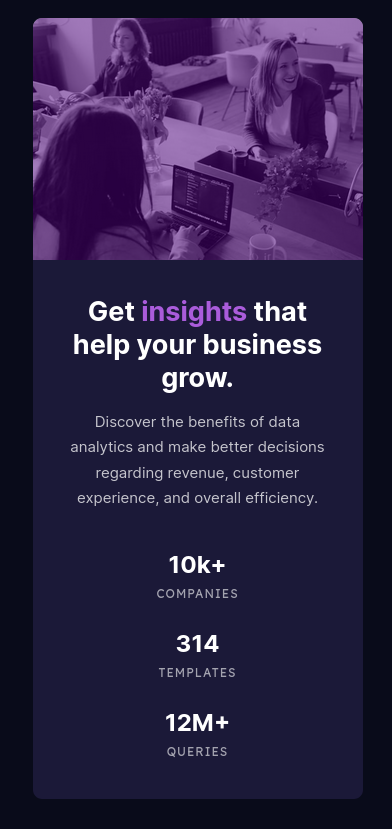 Get insights that
help your business
grow.
Discover the benefits of data
analytics and make better decisions
regarding revenue, customer
experience, and overall efficiency.
10k+
COMPANIES
314
TEMPLATES
12M+
QUERIES